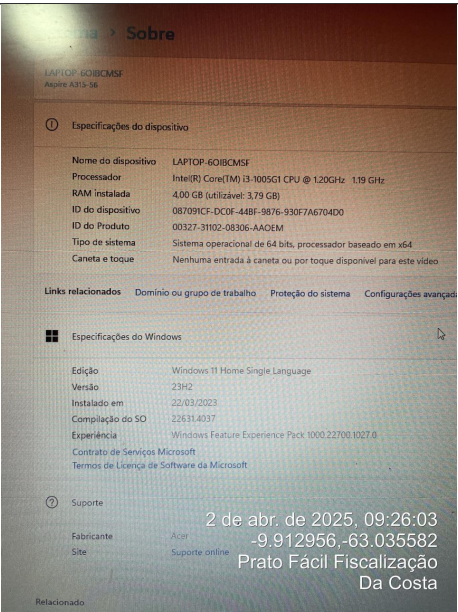 > Sobre
LAPTOP-6OIBCMSF
Aspire A315-56
Especificações do dispositivo
Nome do dispositivo LAPTOP-6OIBCMSF
Processador Intel(R) Core(TM) i3-1005G1 CPU @ 1.20GHz 1.19 GHz
RAM instalada 4,00 GB (utilizável: 3,79 GB)
ID do dispositivo 087091CF-DC0F-44BF-9876-930F7A6704D0
ID do Produto 00327-31102-08306-AAOEM
Tipo de sistema Sistema operacional de 64 bits, processador baseado em x64
Caneta e toque Nenhuma entrada à caneta ou por toque disponível para este vídeo
Links relacionados Domínio ou grupo de trabalho Proteção do sistema Configurações avançada
Especificações do Windows
Edição Windows 11 Home Single Language
Versão 23H2
Instalado em 22/03/2023
Compilação do SO 22631.4037
Experiência Windows Feature Experience Pack 1000.22700.1027.0
Contrato de Serviços Microsoft
Termos de Licença de Software da Microsoft
Suporte
Fabricante Acer
Site Suporte online
2 de abr. de 2025, 09:26:03
-9.912956,-63.035582
Prato Fácil Fiscalização
Da Costa
Relacionado